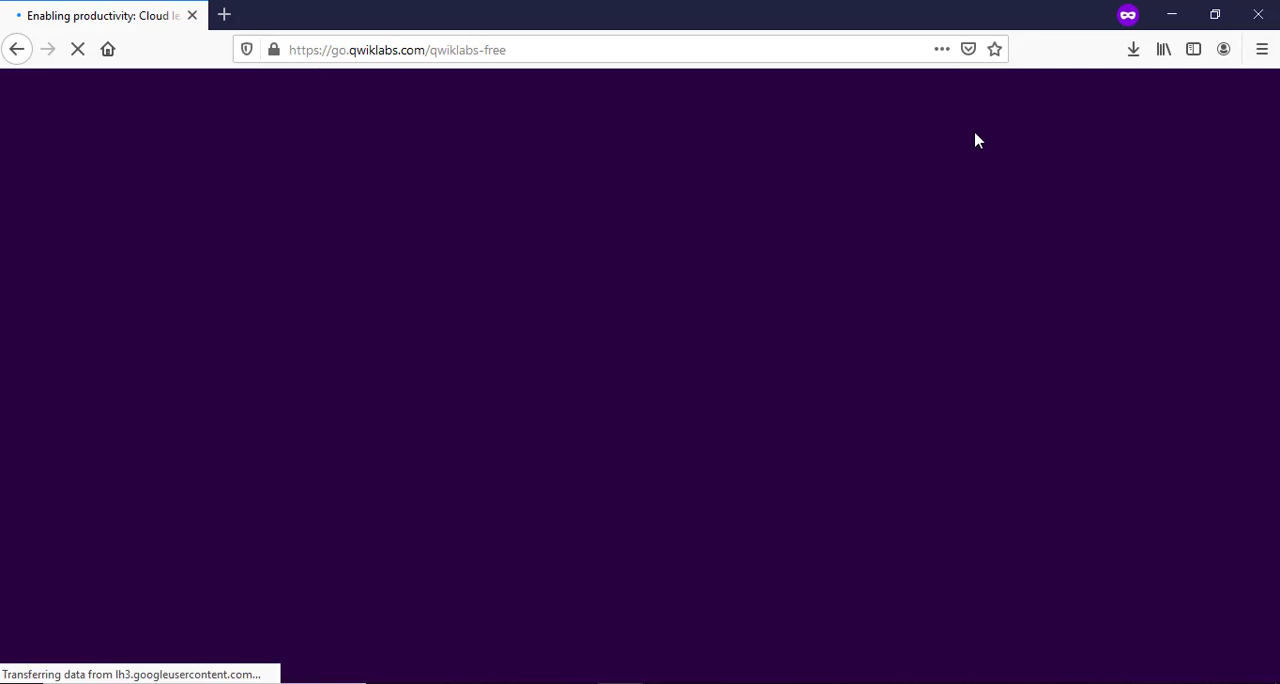 Enabling productivity: Cloud le
https://go.qwiklabs.com/qwiklabs-free
Transferring data from lh3.googleusercontent.com...